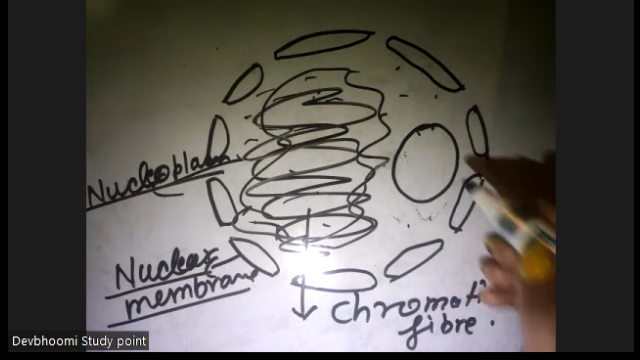 Nucleoplasm
Nuclear
membrane
Chromati
fibre.
Devbhoomi Study point